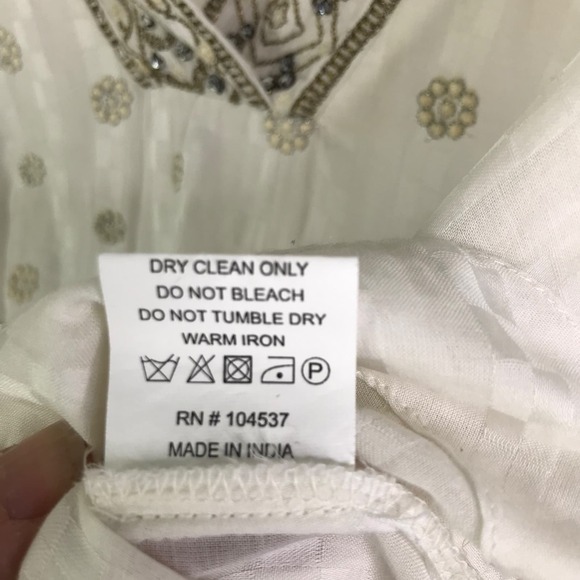 DRY CLEAN ONLY
DO NOT BLEACH
DO NOT TUMBLE DRY
WARM IRON
P
RN # 104537
MADE IN INDIA